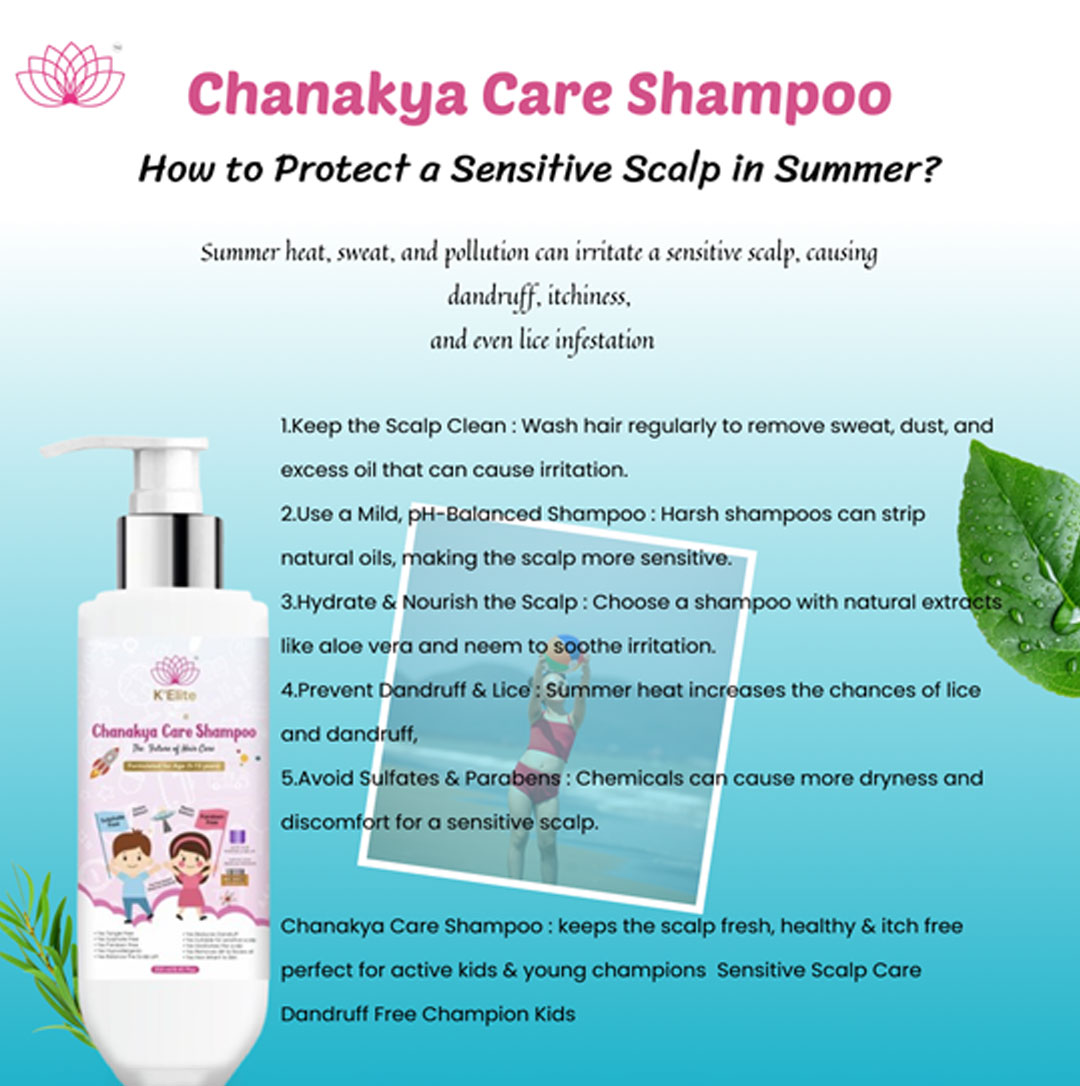 Chanakya Care Shampoo
How to Protect a Sensitive Scalp in Summer?
Summer heat, sweat, and pollution can irritate a sensitive scalp, causing
dandruff, itchiness,
and even lice infestation
1.Keep the Scalp Clean : Wash hair regularly to remove sweat, dust, and
excess oil that can cause irritation.
2.Use a Mild, pH-Balanced Shampoo : Harsh shampoos can strip
natural oils, making the scalp more sensitive.
3.Hydrate & Nourish the Scalp : Choose a shampoo with natural extracts
like aloe vera and neem to soothe irritation.
4.Prevent Dandruff & Lice : Summer heat increases the chances of lice
and dandruff,
5.Avoid Sulfates & Parabens : Chemicals can cause more dryness and
discomfort for a sensitive scalp.
Chanakya Care Shampoo : keeps the scalp fresh, healthy & itch free
perfect for active kids & young champions Sensitive Scalp Care
Dandruff Free Champion Kids
K'Elite
Chanakya Care Shampoo
The Future of Hair Care
Sulphate
Free
Paraben
Free